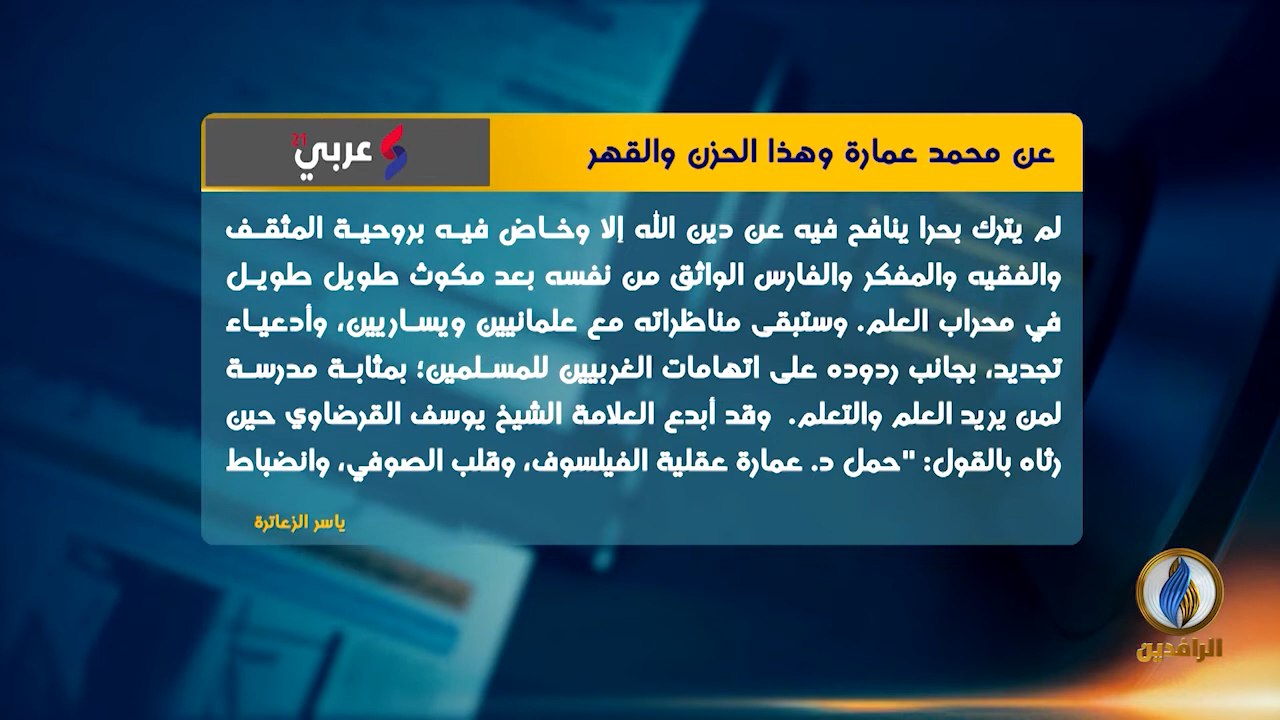 عن محمد عمارة وهذا الحزن والقهر
عربي 21
لم يترك بحرا ينافح فيه عن دين الله إلا وخاض فيه بروحية المثقف
والفقيه والمفكر والفارس الواثق من نفسه بعد مكوث طويل طويل
في محراب العلم. وستبقى مناظراته مع علمانيين ويساريين، وأدعياء
تجديد، بجانب ردوده على اتهامات الغربيين للمسلمين؛ بمثابة مدرسة
لمن يريد العلم والتعلم. وقد أبدع العلامة الشيخ يوسف القرضاوي حين
رثاه بالقول: "حمل د. عمارة عقلية الفيلسوف، وقلب الصوفي، وانضباط
ياسر الزعاترة
الرافدين